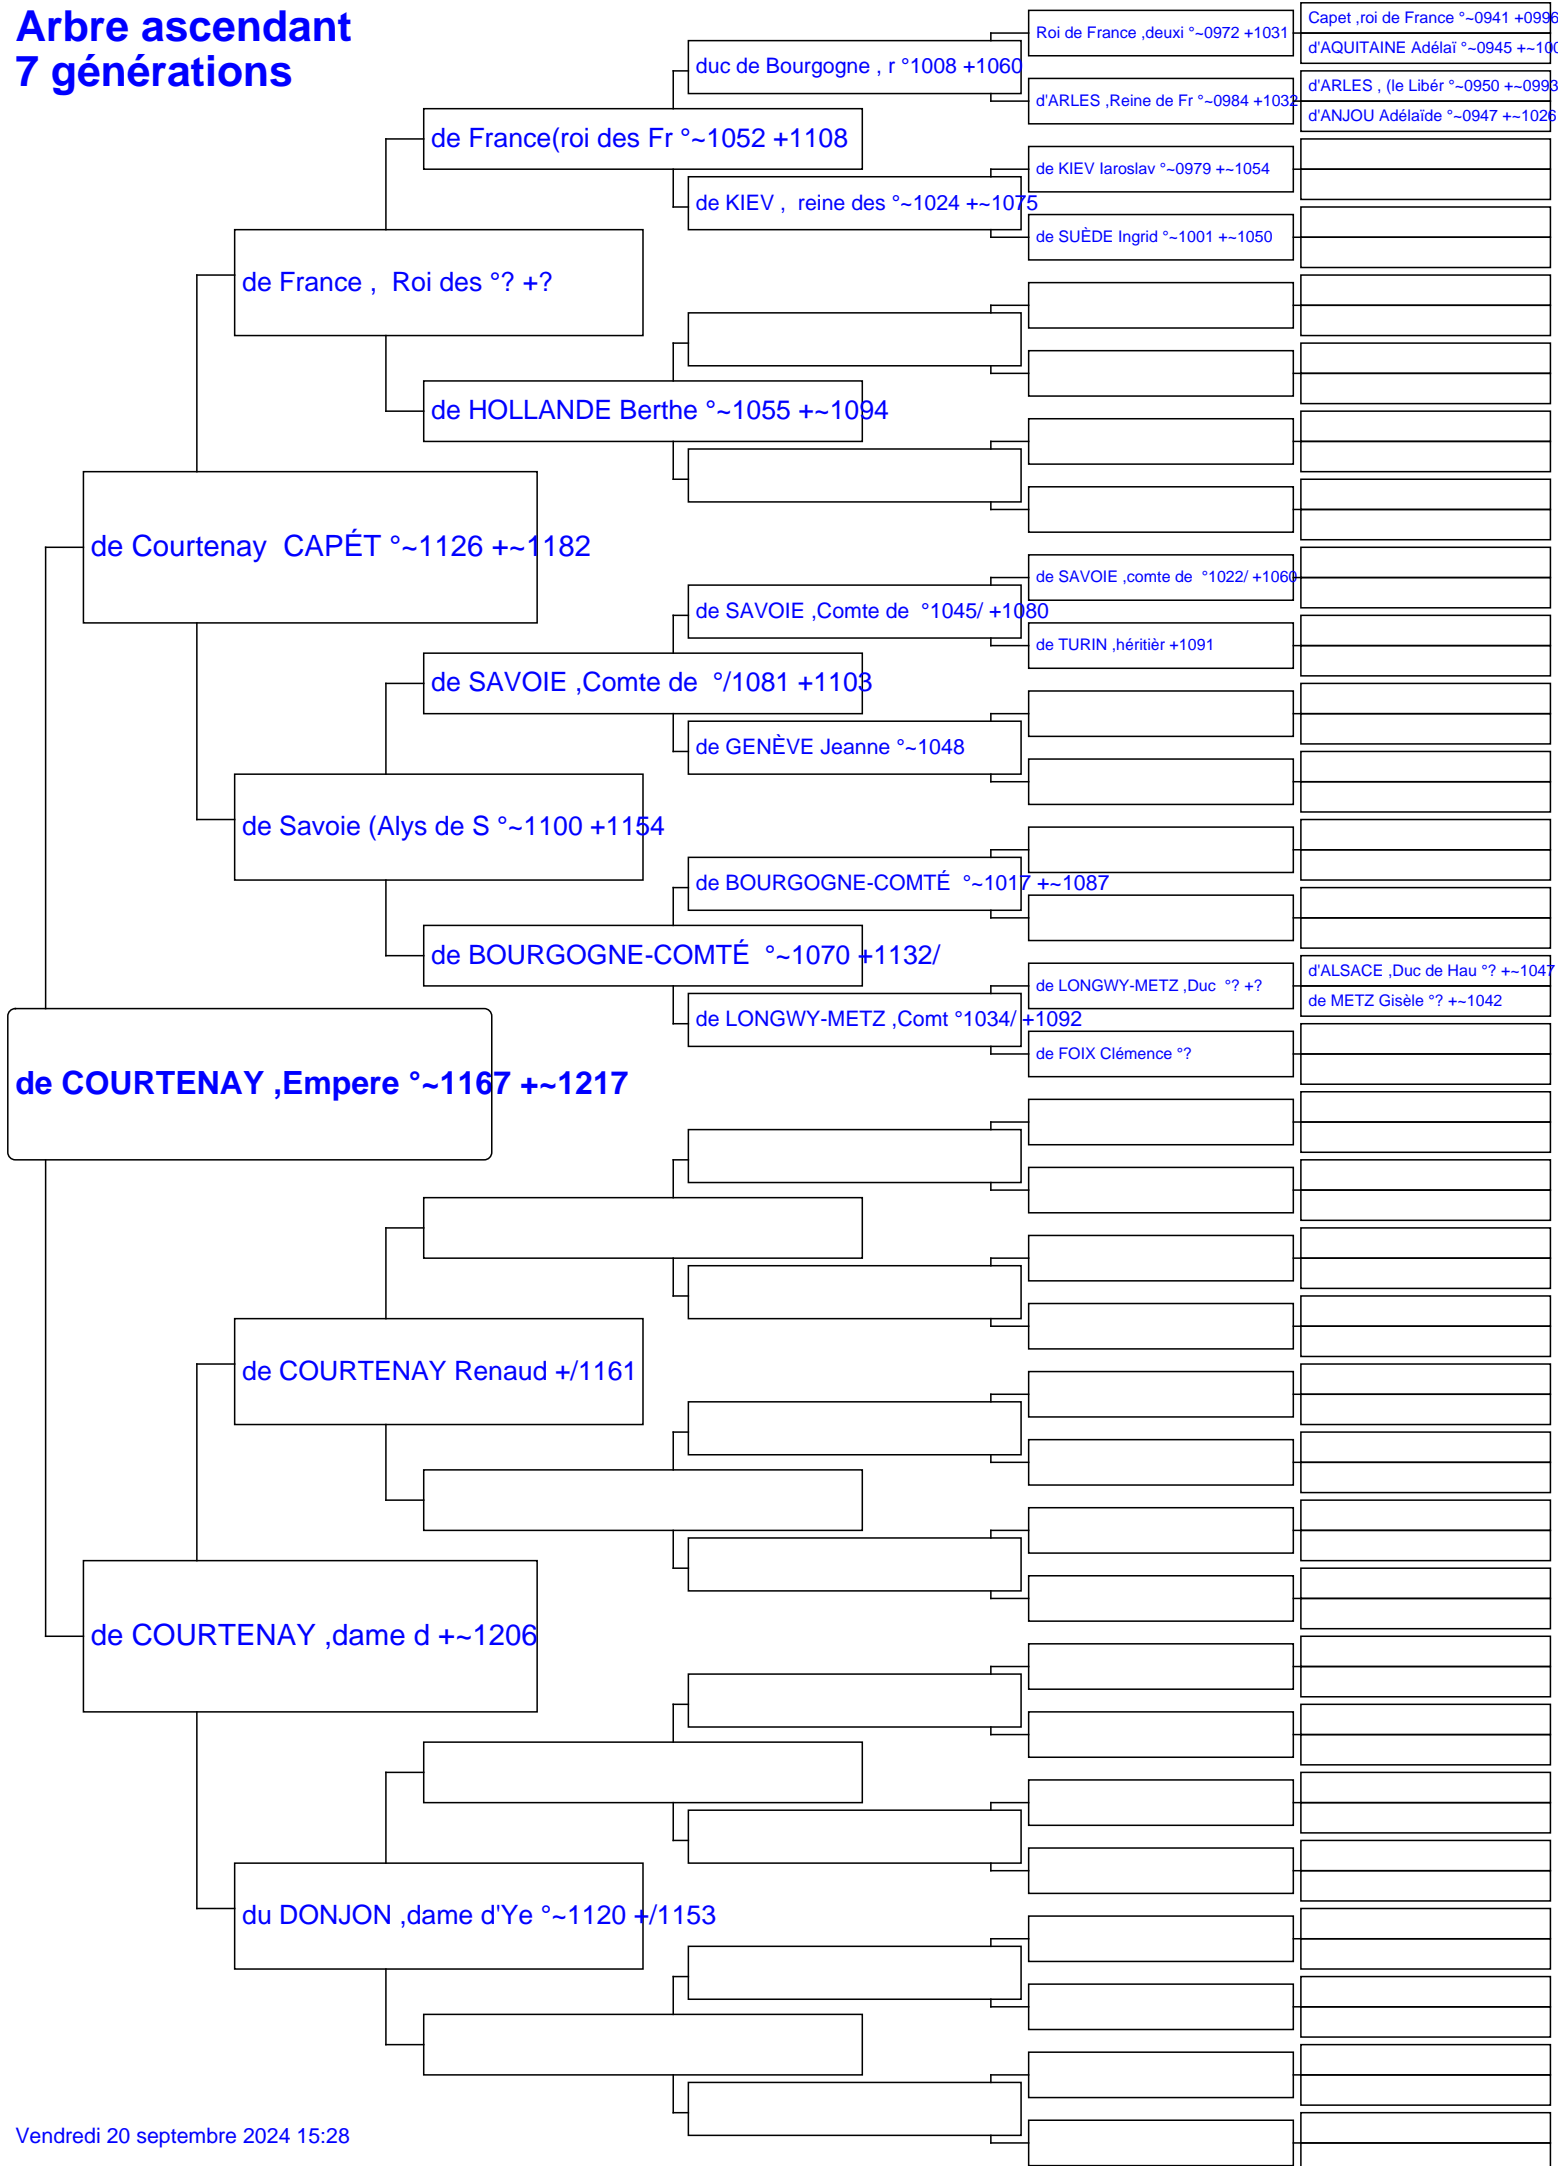 Arbre ascendant
7 générations
Capet ,roi de France °~0941 +0996
Roi de France ,deuxi °~0972 +1031
d'AQUITAINE Adélaï °~0945 +~100
duc de Bourgogne , r °1008 +1060
d'ARLES , (le Libér °~0950 +~0993
d'ARLES ,Reine de Fr °~0984 +1032
d'ANJOU Adélaïde °~0947 +~1026
de France(roi des Fr °~1052 +1108
de KIEV Iaroslav °~0979 +~1054
de KIEV ,  reine des °~1024 +~1075
de SUÈDE Ingrid °~1001 +~1050
de France ,  Roi des °? +?
de HOLLANDE Berthe °~1055 +~1094
de Courtenay  CAPÉT °~1126 +~1182
de SAVOIE ,comte de  °1022/ +1060
de SAVOIE ,Comte de  °1045/ +1080
de TURIN ,héritièr +1091
de SAVOIE ,Comte de  °/1081 +1103
de GENÈVE Jeanne °~1048
de Savoie (Alys de S °~1100 +1154
de BOURGOGNE-COMTÉ  °~1017 +~1087
de BOURGOGNE-COMTÉ  °~1070 +1132/
d'ALSACE ,Duc de Hau °? +~1047
de LONGWY-METZ ,Duc  °? +?
de METZ Gisèle °? +~1042
de LONGWY-METZ ,Comt °1034/ +1092
de FOIX Clémence °?
de COURTENAY ,Empere °~1167 +~1217
de COURTENAY Renaud +/1161
de COURTENAY ,dame d +~1206
du DONJON ,dame d'Ye °~1120 +/1153
Vendredi 20 septembre 2024 15:28